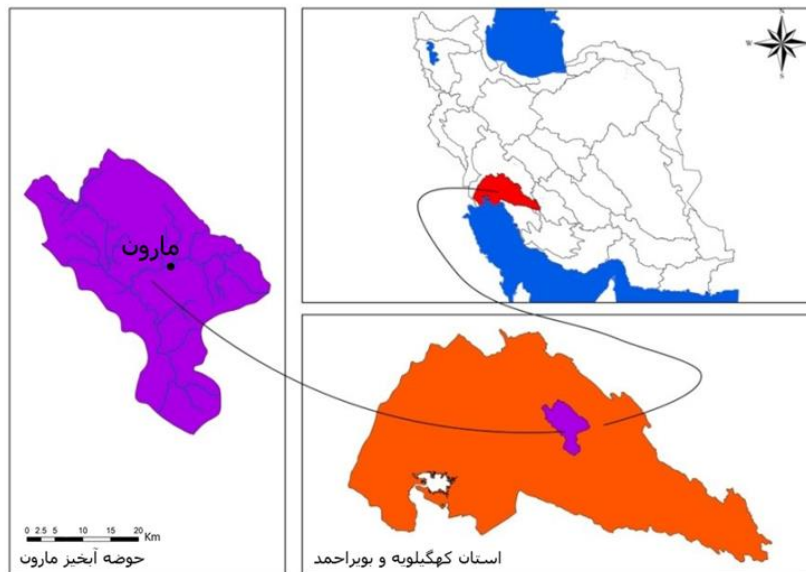 N
W
E
S
مارون
0 2.5 5 10 15 20 Km
حوضه آبخیز مارون
استان کهگیلویه و بویراحمد